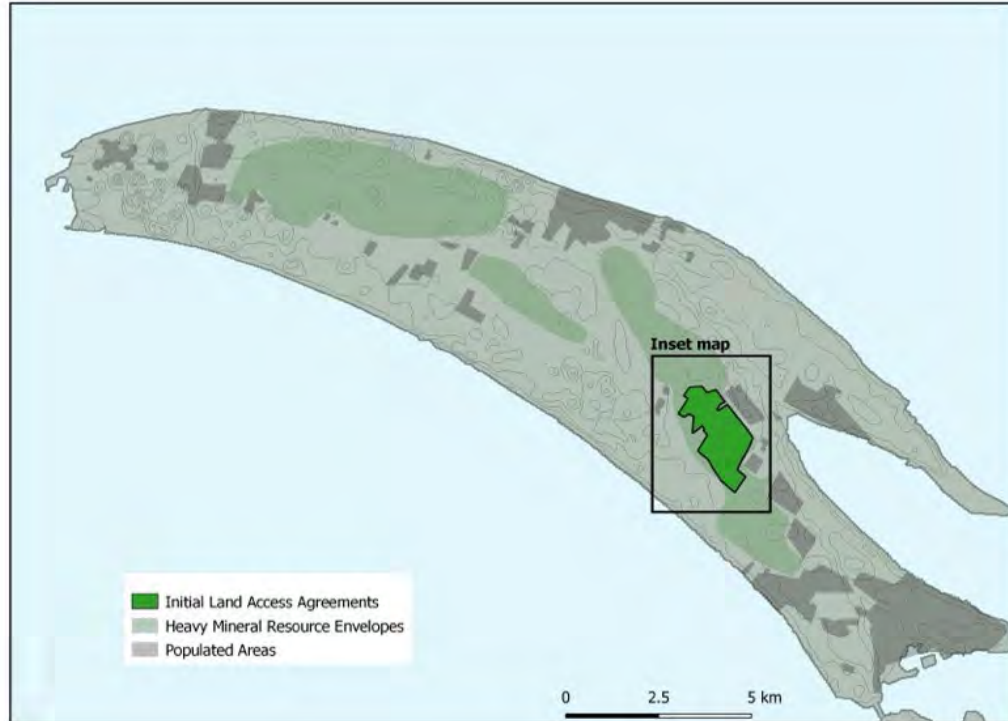 Inset map
Initial Land Access Agreements
Heavy Mineral Resource Envelopes
Populated Areas
0 2.5 5 km